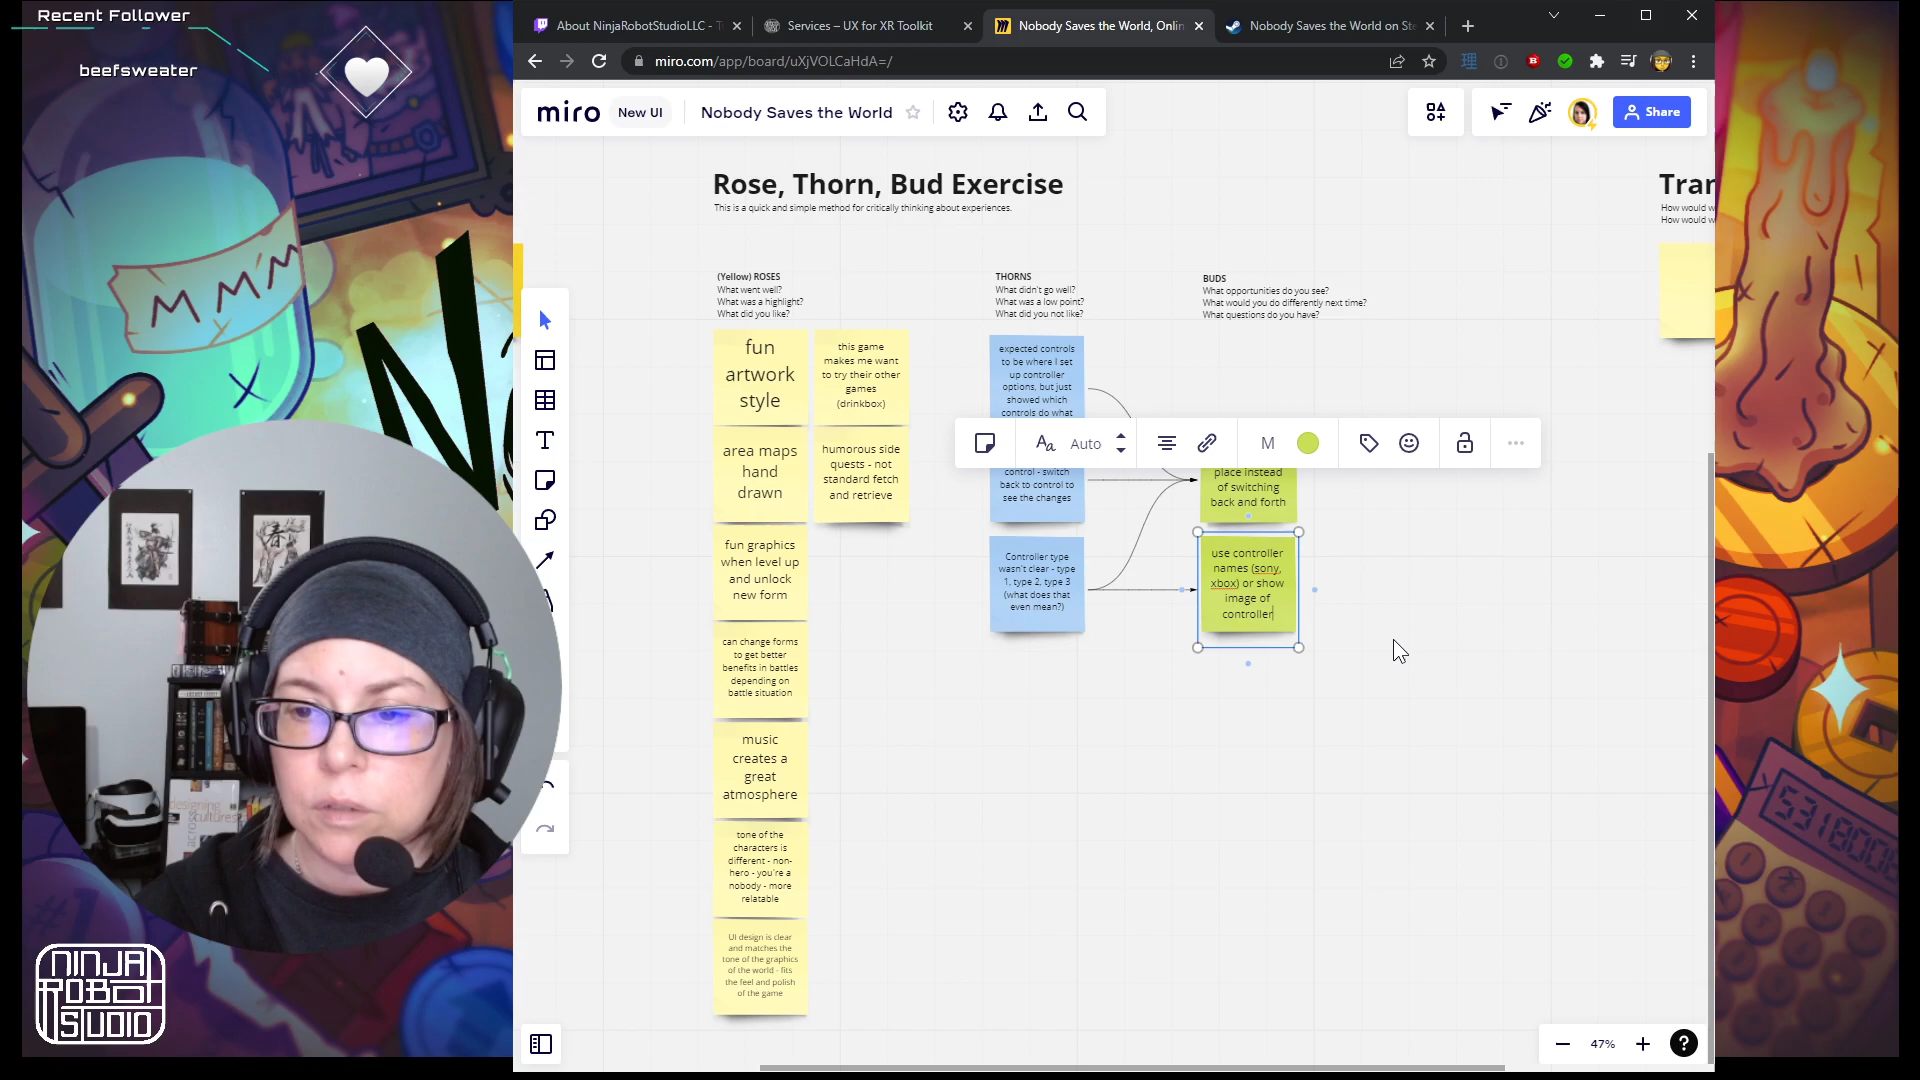 Recent Follower
beefsweater
MMM
About NinjaRobotStudioLLC - T
Services – UX for XR Toolkit
Nobody Saves the World, Onlin
Nobody Saves the World on St
miro.com/app/board/uXjVOLCaHdA=/
miro
New UI
Nobody Saves the World
Share
Rose, Thorn, Bud Exercise
This is a quick and simple method for critically thinking about experiences.
Tran
How would w
How would w
(Yellow) ROSES
What went well?
What was a highlight?
What did you like?
THORNS
What didn't go well?
What was a low point?
What did you not like?
BUDS
What opportunities do you see?
What would you do differently next time?
What questions do you have?
fun
artwork
style
this game
makes me want
to try their other
games
(drinkbox)
area maps
hand
drawn
humorous side
quests - not
standard fetch
and retrieve
fun graphics
when level up
and unlock
new form
can change forms
to get better
benefits in battles
depending on
battle situation
music
creates a
great
atmosphere
tone of the
characters is
different - non-
hero - you're a
nobody - more
relatable
UI design is clear
and matches the
tone of the graphics
of the world - fits
the feel and polish
of the game
expected controls
to be where I set
up controller
options, but just
showed which
controls do what
Auto
M
control - switch
back to control to
see the changes
Controller type
wasn't clear - type
1, type 2, type 3
(what does that
even mean?)
place instead
of switching
back and forth
use controller
names (sony,
xbox) or show
image of
controller
47%
designing
across
cultures
NINJA
ROBOT
STUDIO
5318008